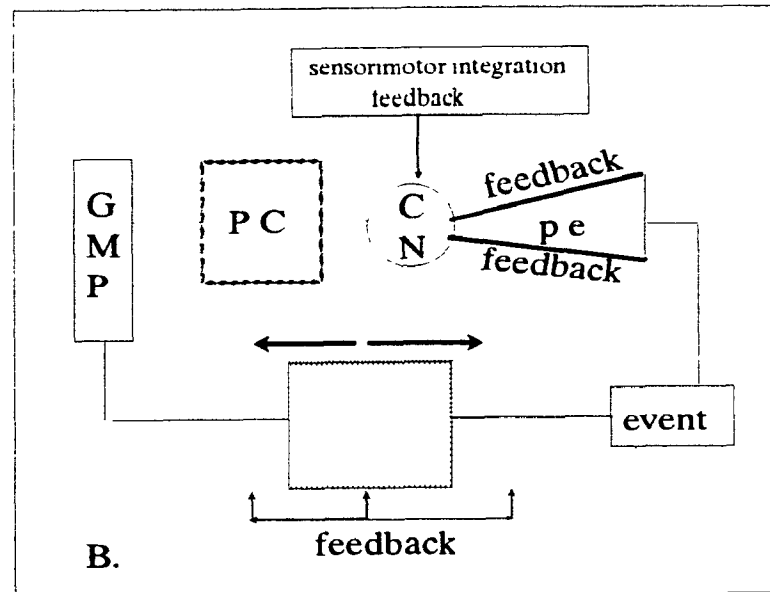 sensorimotor integration
feedback
G
M
P
P C
C
N
feedback
p e
feedback
event
feedback
B.